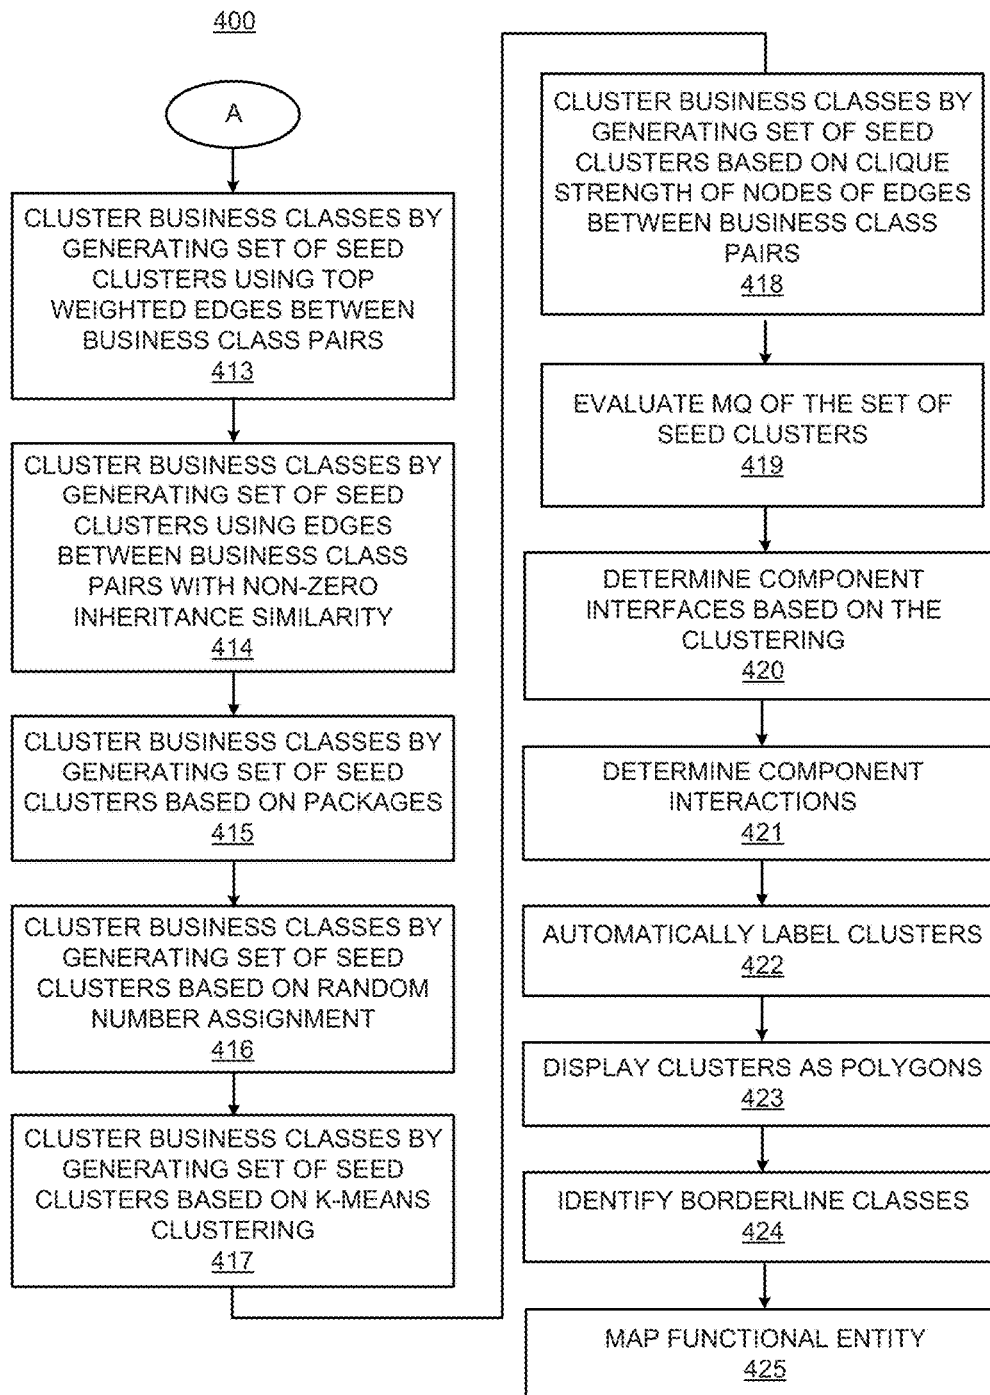 400
A
CLUSTER BUSINESS CLASSES BY
GENERATING SET OF SEED
CLUSTERS USING TOP
WEIGHTED EDGES BETWEEN
BUSINESS CLASS PAIRS
413
CLUSTER BUSINESS CLASSES BY
GENERATING SET OF SEED
CLUSTERS USING EDGES
BETWEEN BUSINESS CLASS
PAIRS WITH NON-ZERO
INHERITANCE SIMILARITY
414
CLUSTER BUSINESS CLASSES BY
GENERATING SET OF SEED
CLUSTERS BASED ON PACKAGES
415
CLUSTER BUSINESS CLASSES BY
GENERATING SET OF SEED
CLUSTERS BASED ON RANDOM
NUMBER ASSIGNMENT
416
CLUSTER BUSINESS CLASSES BY
GENERATING SET OF SEED
CLUSTERS BASED ON K-MEANS
CLUSTERING
417
CLUSTER BUSINESS CLASSES BY
GENERATING SET OF SEED
CLUSTERS BASED ON CLIQUE
STRENGTH OF NODES OF EDGES
BETWEEN BUSINESS CLASS
PAIRS
418
EVALUATE MQ OF THE SET OF
SEED CLUSTERS
419
DETERMINE COMPONENT
INTERFACES BASED ON THE
CLUSTERING
420
DETERMINE COMPONENT
INTERACTIONS
421
AUTOMATICALLY LABEL CLUSTERS
422
DISPLAY CLUSTERS AS POLYGONS
423
IDENTIFY BORDERLINE CLASSES
424
MAP FUNCTIONAL ENTITY
425